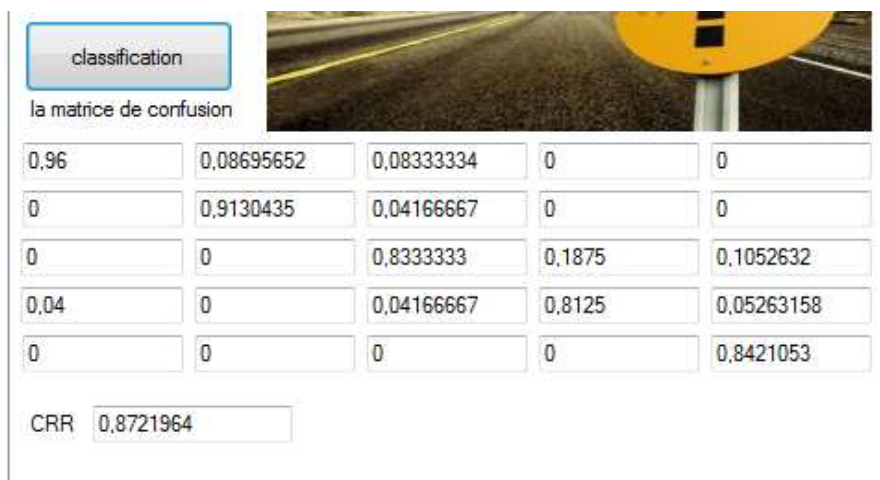 classification
la matrice de confusion
0,96 0,08695652 0,08333334 0 0
0 0,9130435 0,04166667 0 0
0 0 0,8333333 0,1875 0,1052632
0,04 0 0,04166667 0,8125 0,05263158
0 0 0 0 0,8421053
CRR 0,8721964